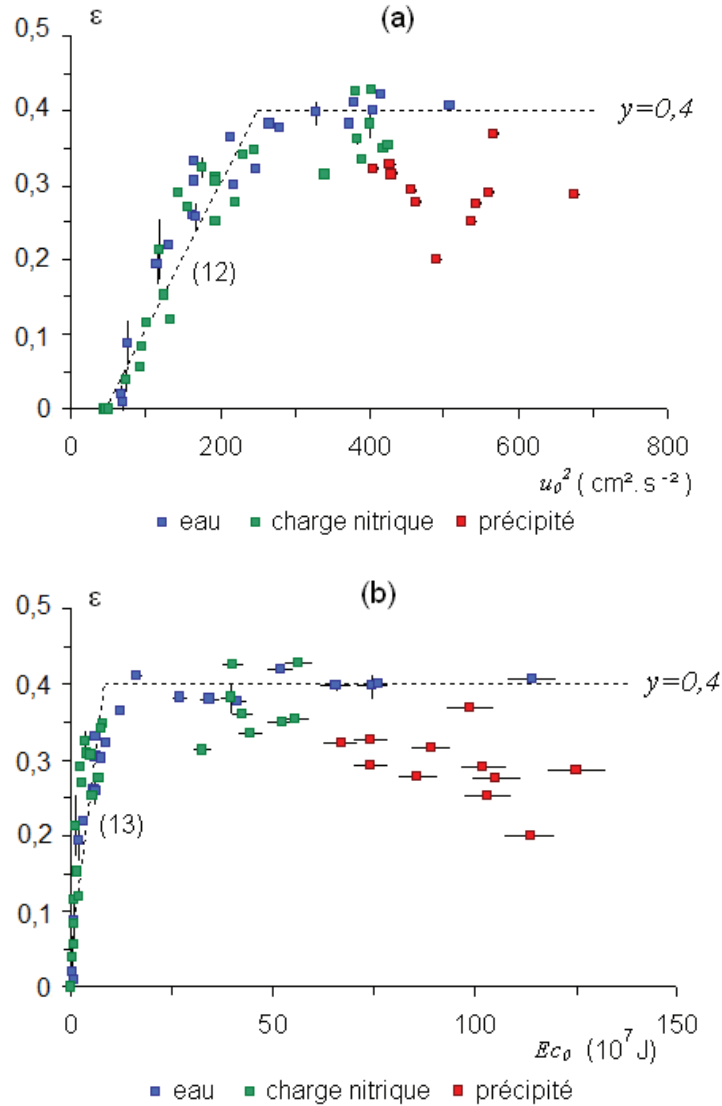 ε (a)
0,5
0,4
0,3
0,2
0,1
0
y=0,4
(12)
0 200 400 600 800
u₀² ( cm².s⁻²)
eau charge nitrique précipité
ε (b)
0,5
0,4
0,3
0,2
0,1
0
y=0,4
(13)
0 50 100 150
Ec₀ (10⁷J)
eau charge nitrique précipité